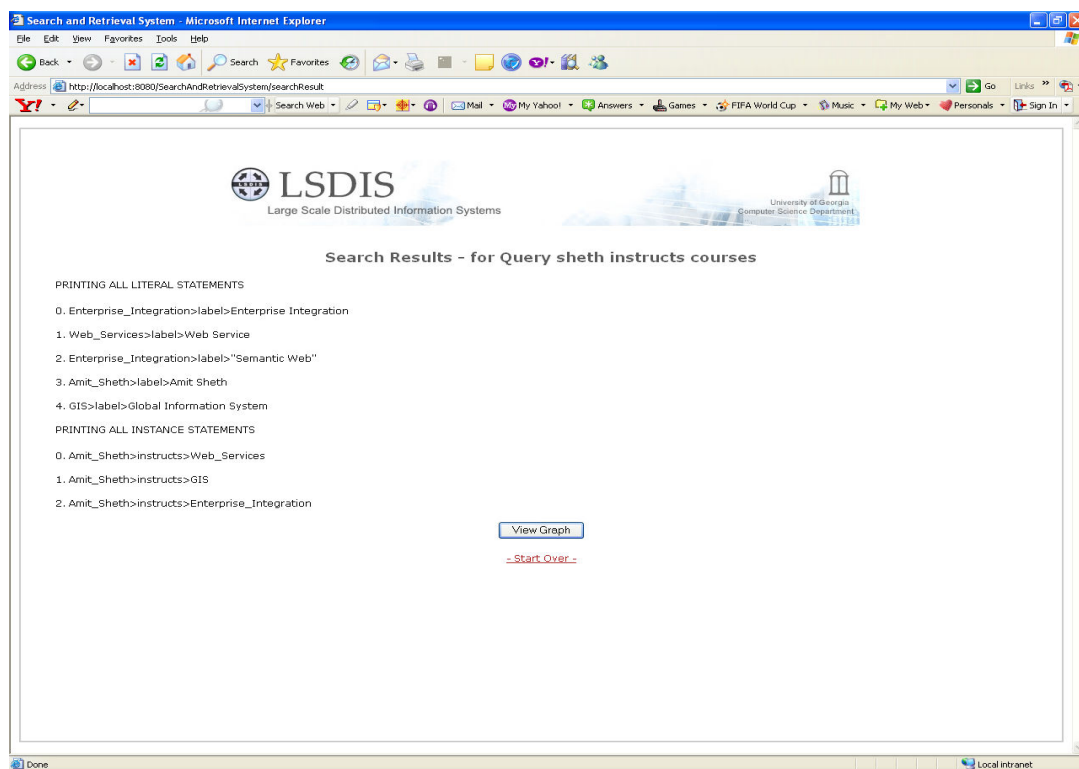 Search and Retrieval System - Microsoft Internet Explorer
File Edit View Favorites Tools Help
Back Search Favorites
Address http://localhost:8080/SearchAndRetrievalSystem/searchResult Go Links »
Y! Search Web Mail My Yahoo! Answers Games FIFA World Cup Music My Web Personals Sign In
LSDIS
LSDIS
Large Scale Distributed Information Systems
University of Georgia
Computer Science Department
Search Results - for Query sheth instructs courses
PRINTING ALL LITERAL STATEMENTS
0. Enterprise_Integration>label>Enterprise Integration
1. Web_Services>label>Web Service
2. Enterprise_Integration>label>"Semantic Web"
3. Amit_Sheth>label>Amit Sheth
4. GIS>label>Global Information System
PRINTING ALL INSTANCE STATEMENTS
0. Amit_Sheth>instructs>Web_Services
1. Amit_Sheth>instructs>GIS
2. Amit_Sheth>instructs>Enterprise_Integration
View Graph
- Start Over -
Done Local intranet